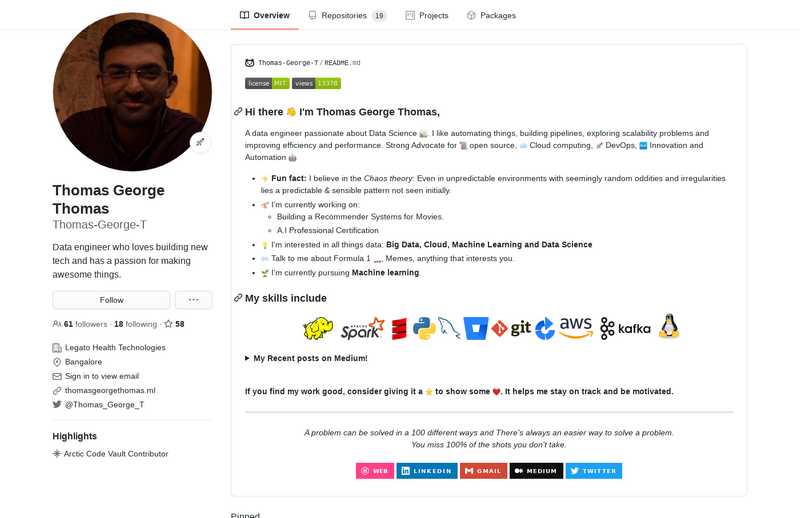 Overview
Repositories 19
Projects
Packages
Thomas George
Thomas
Thomas-George-T
Data engineer who loves building new
tech and has a passion for making
awesome things.
Follow
61 followers · 18 following · 58
Legato Health Technologies
Bangalore
Sign in to view email
thomasgeorgethomas.ml
@Thomas_George_T
Highlights
Arctic Code Vault Contributor
Thomas-George-T / README.md
license MIT views 13370
Hi there 👋 I'm Thomas George Thomas,
A data engineer passionate about Data Science. I like automating things, building pipelines, exploring scalability problems and
improving efficiency and performance. Strong Advocate for open source, Cloud computing, DevOps, Innovation and
Automation
Fun fact: I believe in the Chaos theory: Even in unpredictable environments with seemingly random oddities and irregularities
lies a predictable & sensible pattern not seen initially.
I'm currently working on:
Building a Recommender Systems for Movies.
A.I Professional Certification
I'm interested in all things data: Big Data, Cloud, Machine Learning and Data Science
Talk to me about Formula 1 🏎, Memes, anything that interests you.
I'm currently pursuing Machine learning.
My skills include
APACHE Spark MySQL git aws kafka
My Recent posts on Medium!
If you find my work good, consider giving it a ⭐ to show some ❤️. It helps me stay on track and be motivated.
A problem can be solved in a 100 different ways and There's always an easier way to solve a problem.
You miss 100% of the shots you don't take.
WEB LINKEDIN GMAIL MEDIUM TWITTER
Pinned